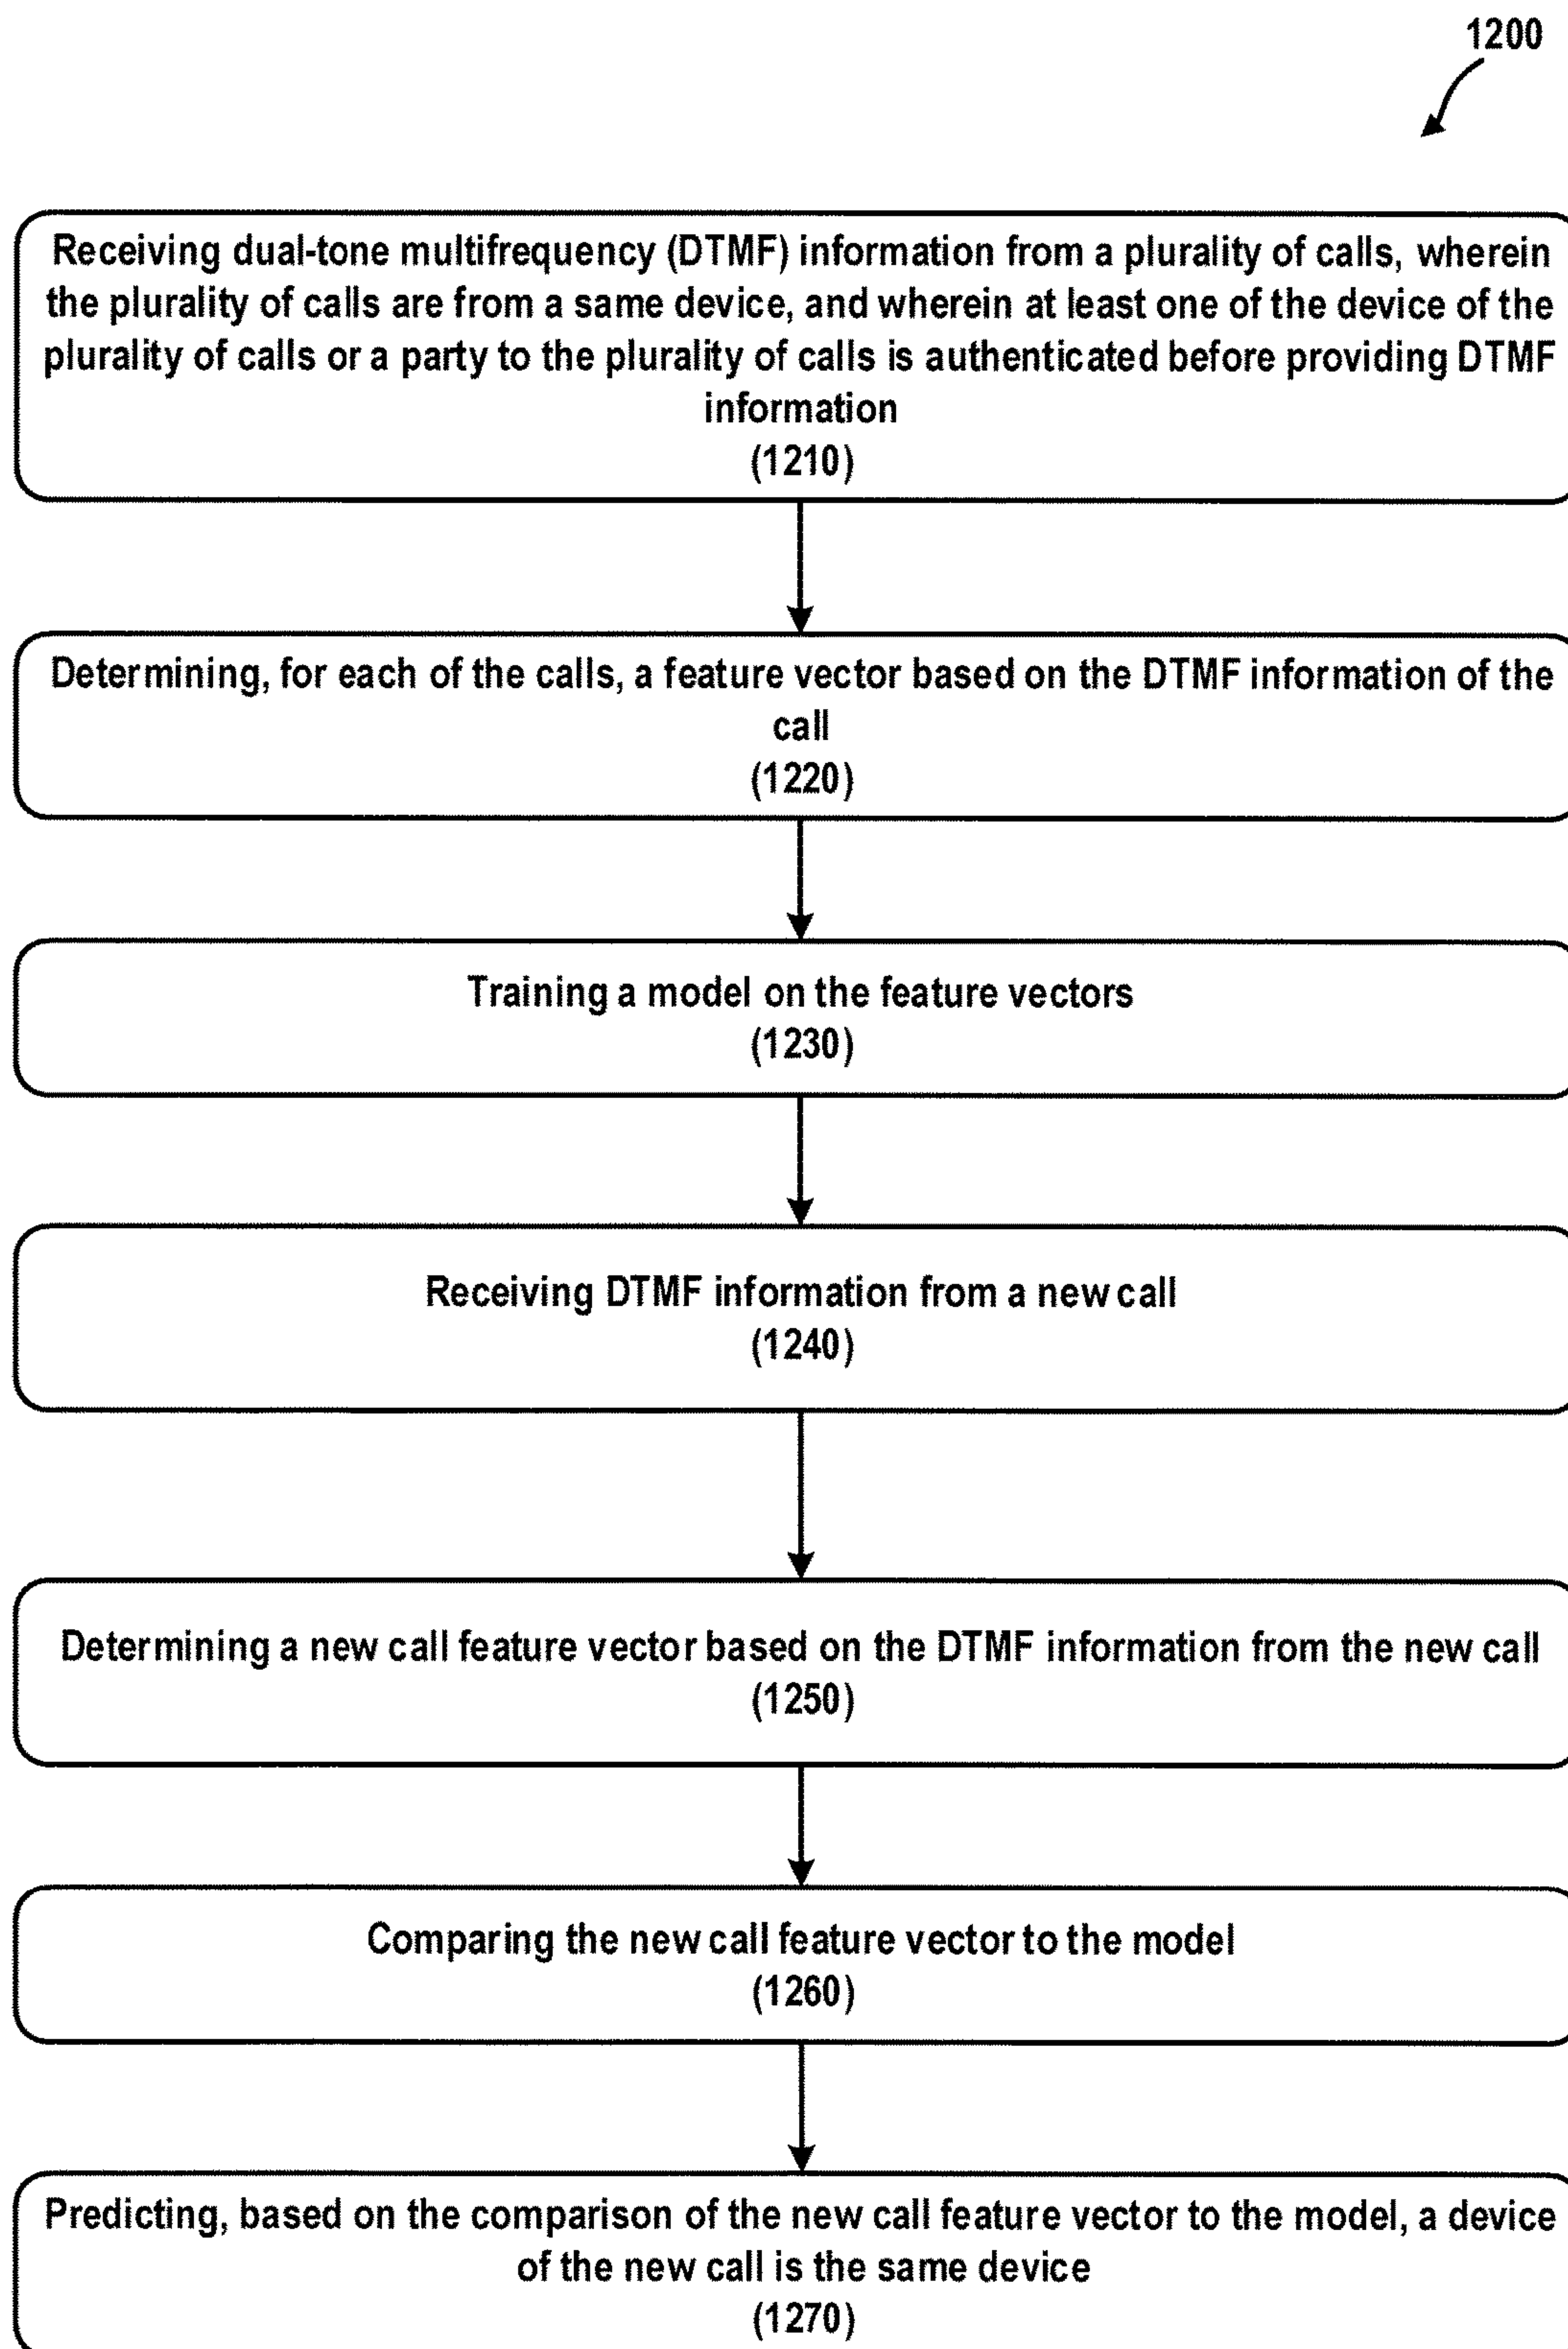 1200
Receiving dual-tone multifrequency (DTMF) information from a plurality of calls, wherein
the plurality of calls are from a same device, and wherein at least one of the device of the
plurality of calls or a party to the plurality of calls is authenticated before providing DTMF
information
(1210)
Determining, for each of the calls, a feature vector based on the DTMF information of the
call
(1220)
Training a model on the feature vectors
(1230)
Receiving DTMF information from a new call
(1240)
Determining a new call feature vector based on the DTMF information from the new call
(1250)
Comparing the new call feature vector to the model
(1260)
Predicting, based on the comparison of the new call feature vector to the model, a device
of the new call is the same device
(1270)